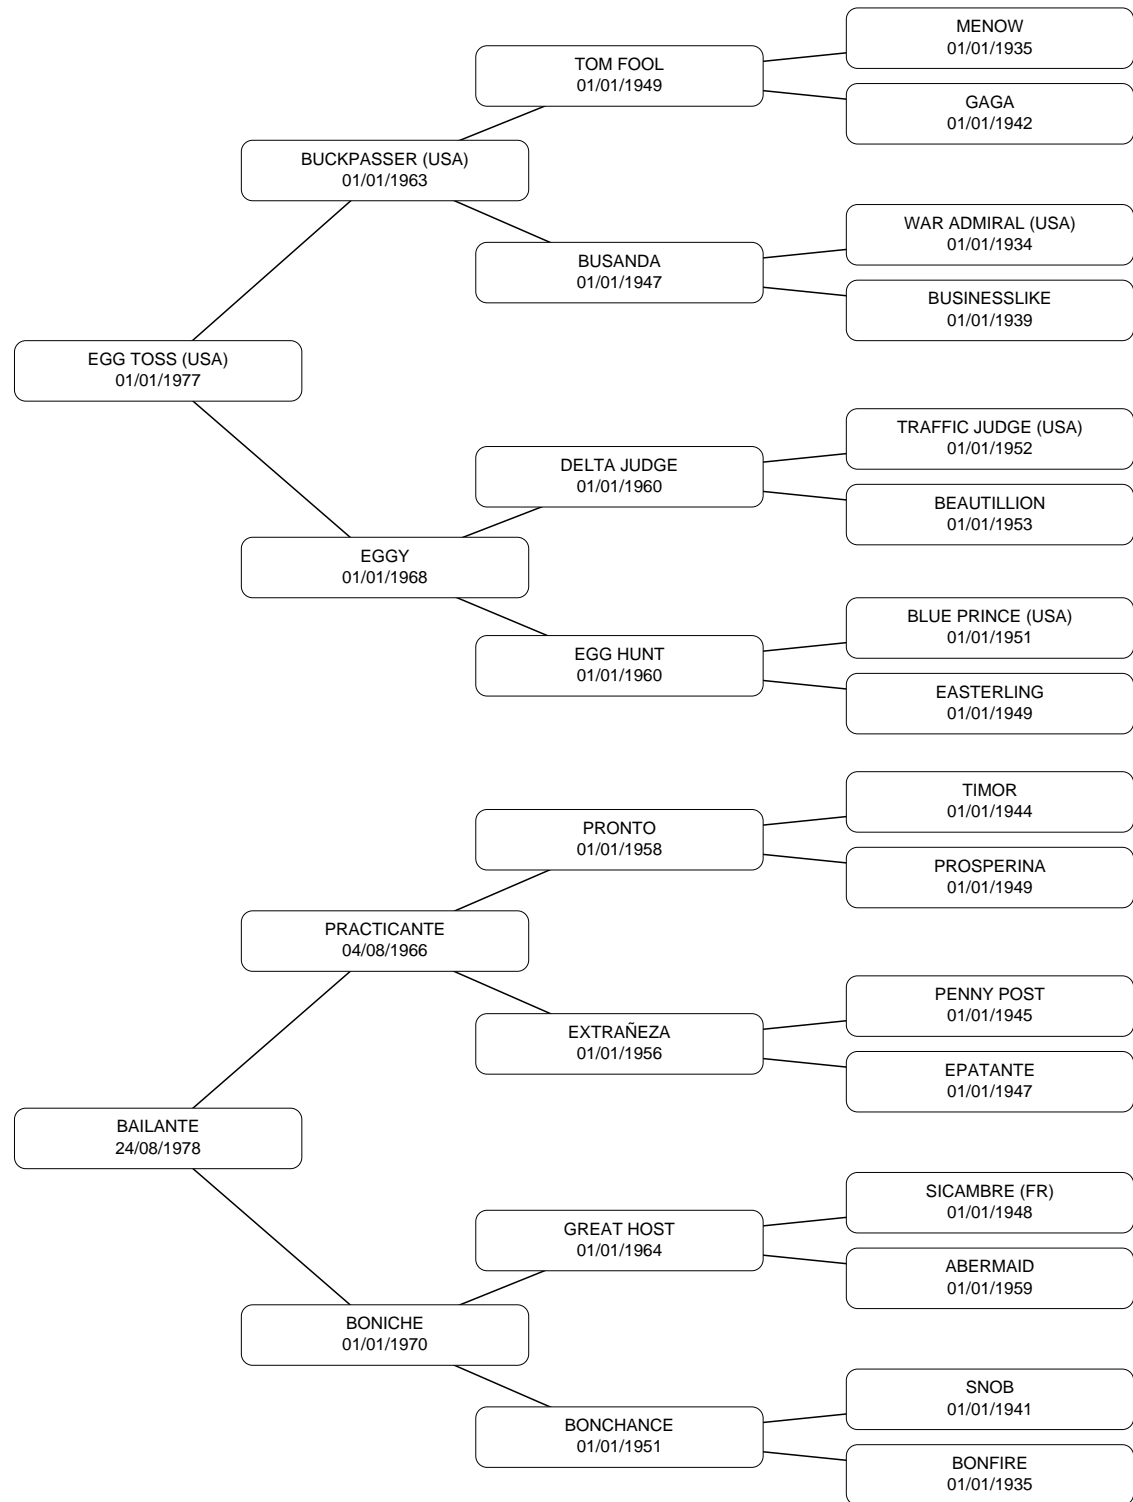 MENOW
01/01/1935
TOM FOOL
01/01/1949
GAGA
01/01/1942
BUCKPASSER (USA)
01/01/1963
WAR ADMIRAL (USA)
01/01/1934
BUSANDA
01/01/1947
BUSINESSLIKE
01/01/1939
EGG TOSS (USA)
01/01/1977
TRAFFIC JUDGE (USA)
01/01/1952
DELTA JUDGE
01/01/1960
BEAUTILLION
01/01/1953
EGGY
01/01/1968
BLUE PRINCE (USA)
01/01/1951
EGG HUNT
01/01/1960
EASTERLING
01/01/1949
TIMOR
01/01/1944
PRONTO
01/01/1958
PROSPERINA
01/01/1949
PRACTICANTE
04/08/1966
PENNY POST
01/01/1945
EXTRAÑEZA
01/01/1956
EPATANTE
01/01/1947
BAILANTE
24/08/1978
SICAMBRE (FR)
01/01/1948
GREAT HOST
01/01/1964
ABERMAID
01/01/1959
BONICHE
01/01/1970
SNOB
01/01/1941
BONCHANCE
01/01/1951
BONFIRE
01/01/1935